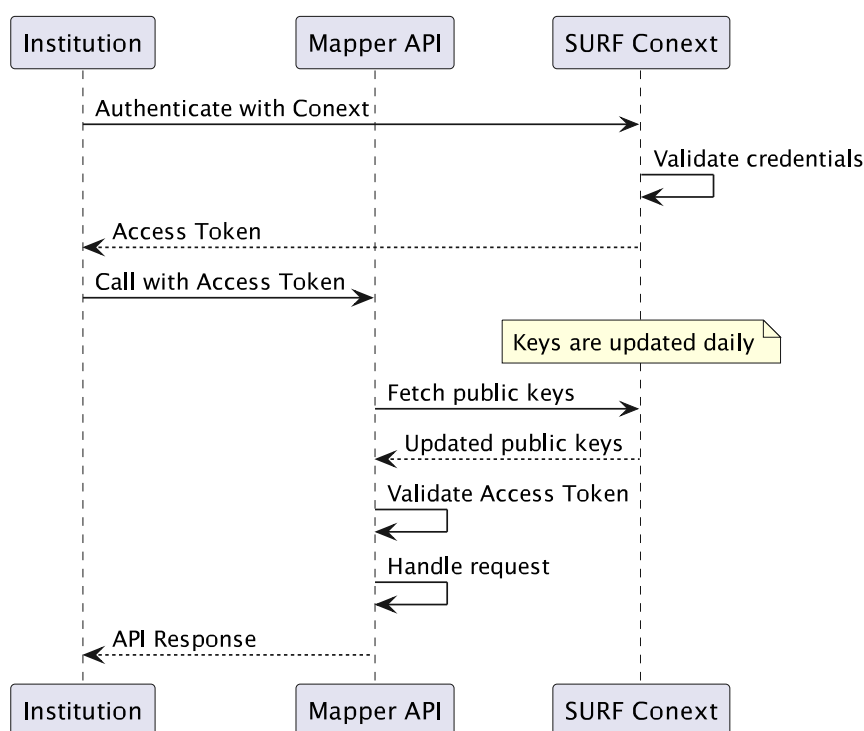 Institution
Mapper API
SURF Conext
Authenticate with Conext
Validate credentials
Access Token
Call with Access Token
Keys are updated daily
Fetch public keys
Updated public keys
Validate Access Token
Handle request
API Response
Institution
Mapper API
SURF Conext